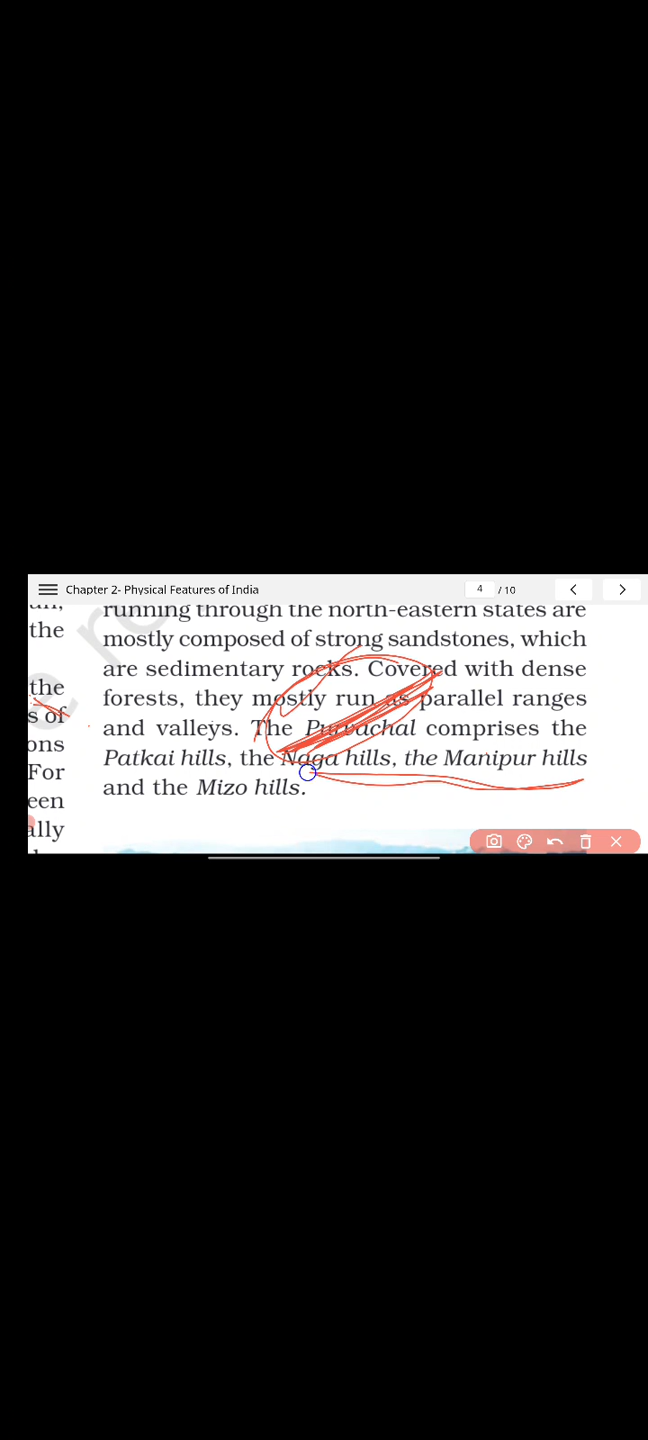 Chapter 2- Physical Features of India
4 / 10
the
the
s of
ons
For
een
ally
running through the north-eastern states are
mostly composed of strong sandstones, which
are sedimentary rocks. Covered with dense
forests, they mostly run as parallel ranges
and valleys. The Purvachal comprises the
Patkai hills, the Naga hills, the Manipur hills
and the Mizo hills.